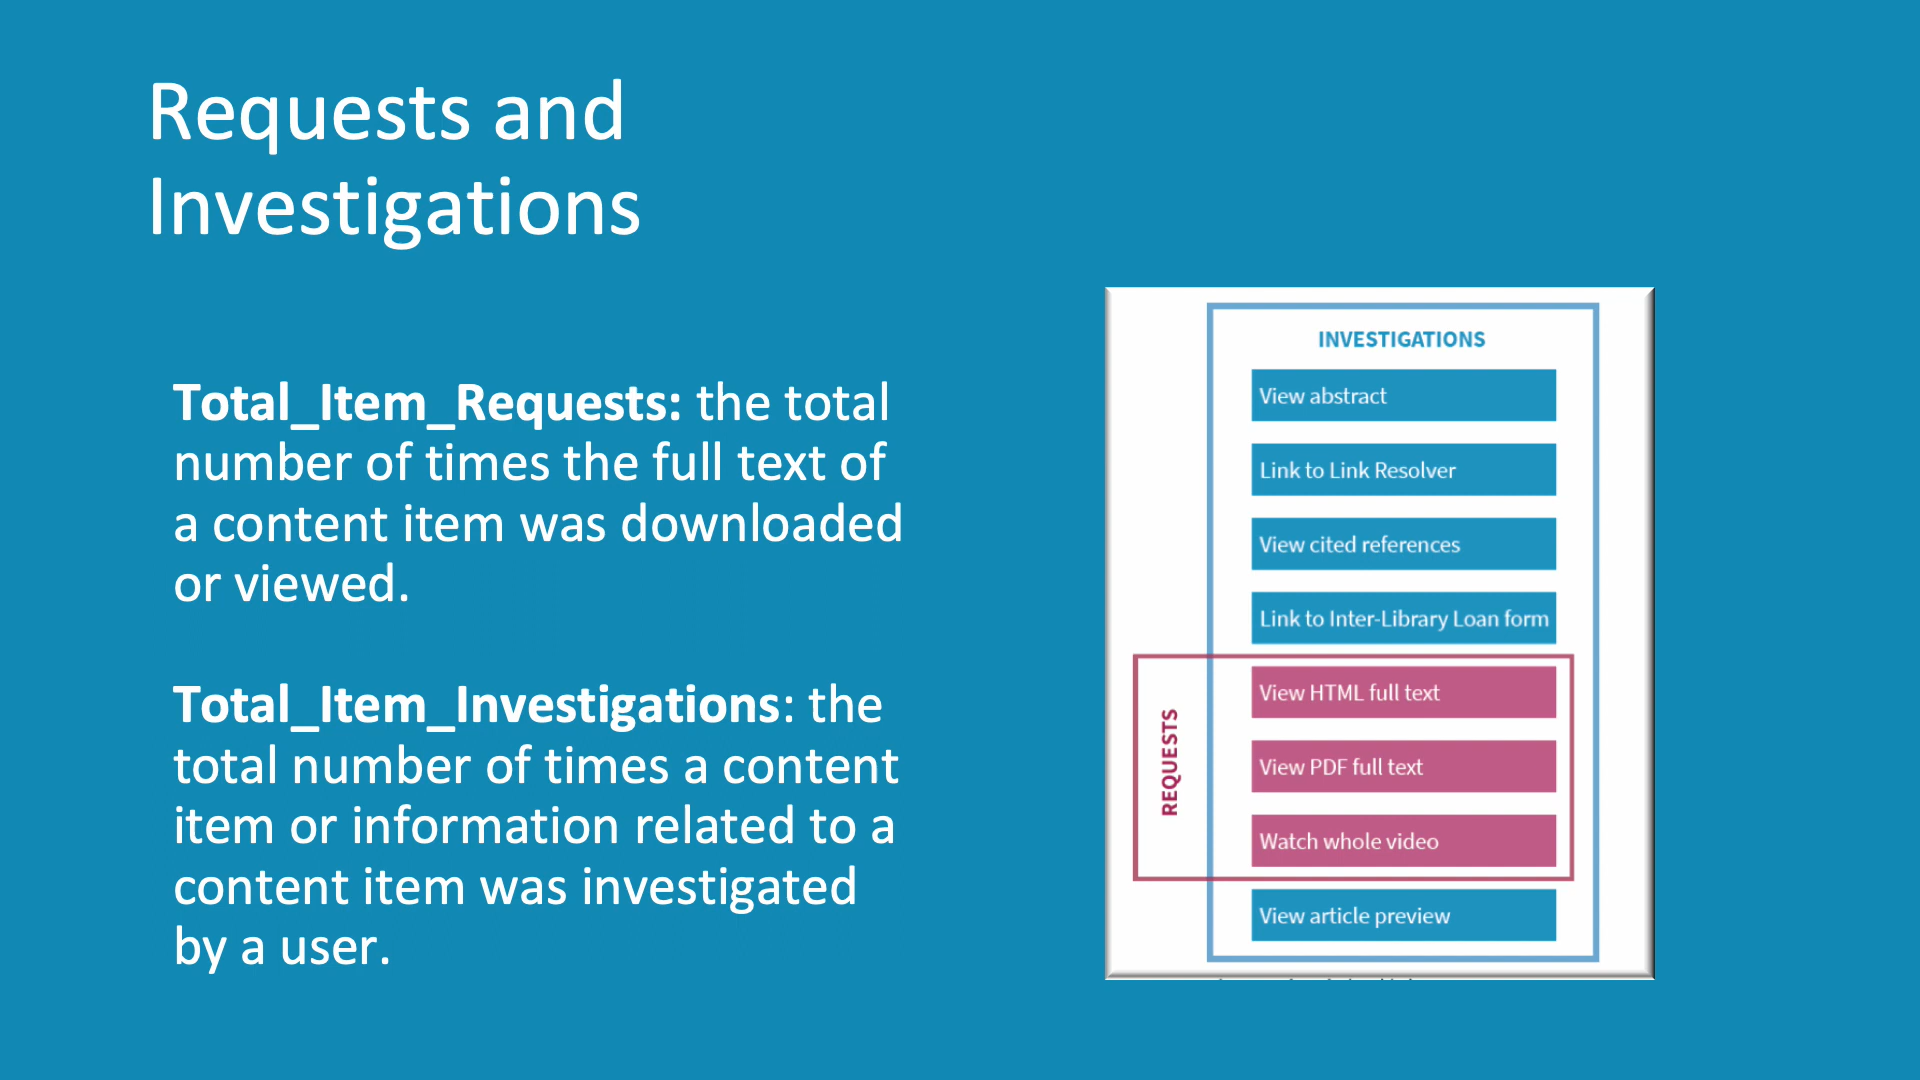 Requests and
Investigations
Total_Item_Requests: the total
number of times the full text of
a content item was downloaded
or viewed.
Total_Item_Investigations: the
total number of times a content
item or information related to a
content item was investigated
by a user.
INVESTIGATIONS
View abstract
Link to Link Resolver
View cited references
Link to Inter-Library Loan form
REQUESTS
View HTML full text
View PDF full text
Watch whole video
View article preview